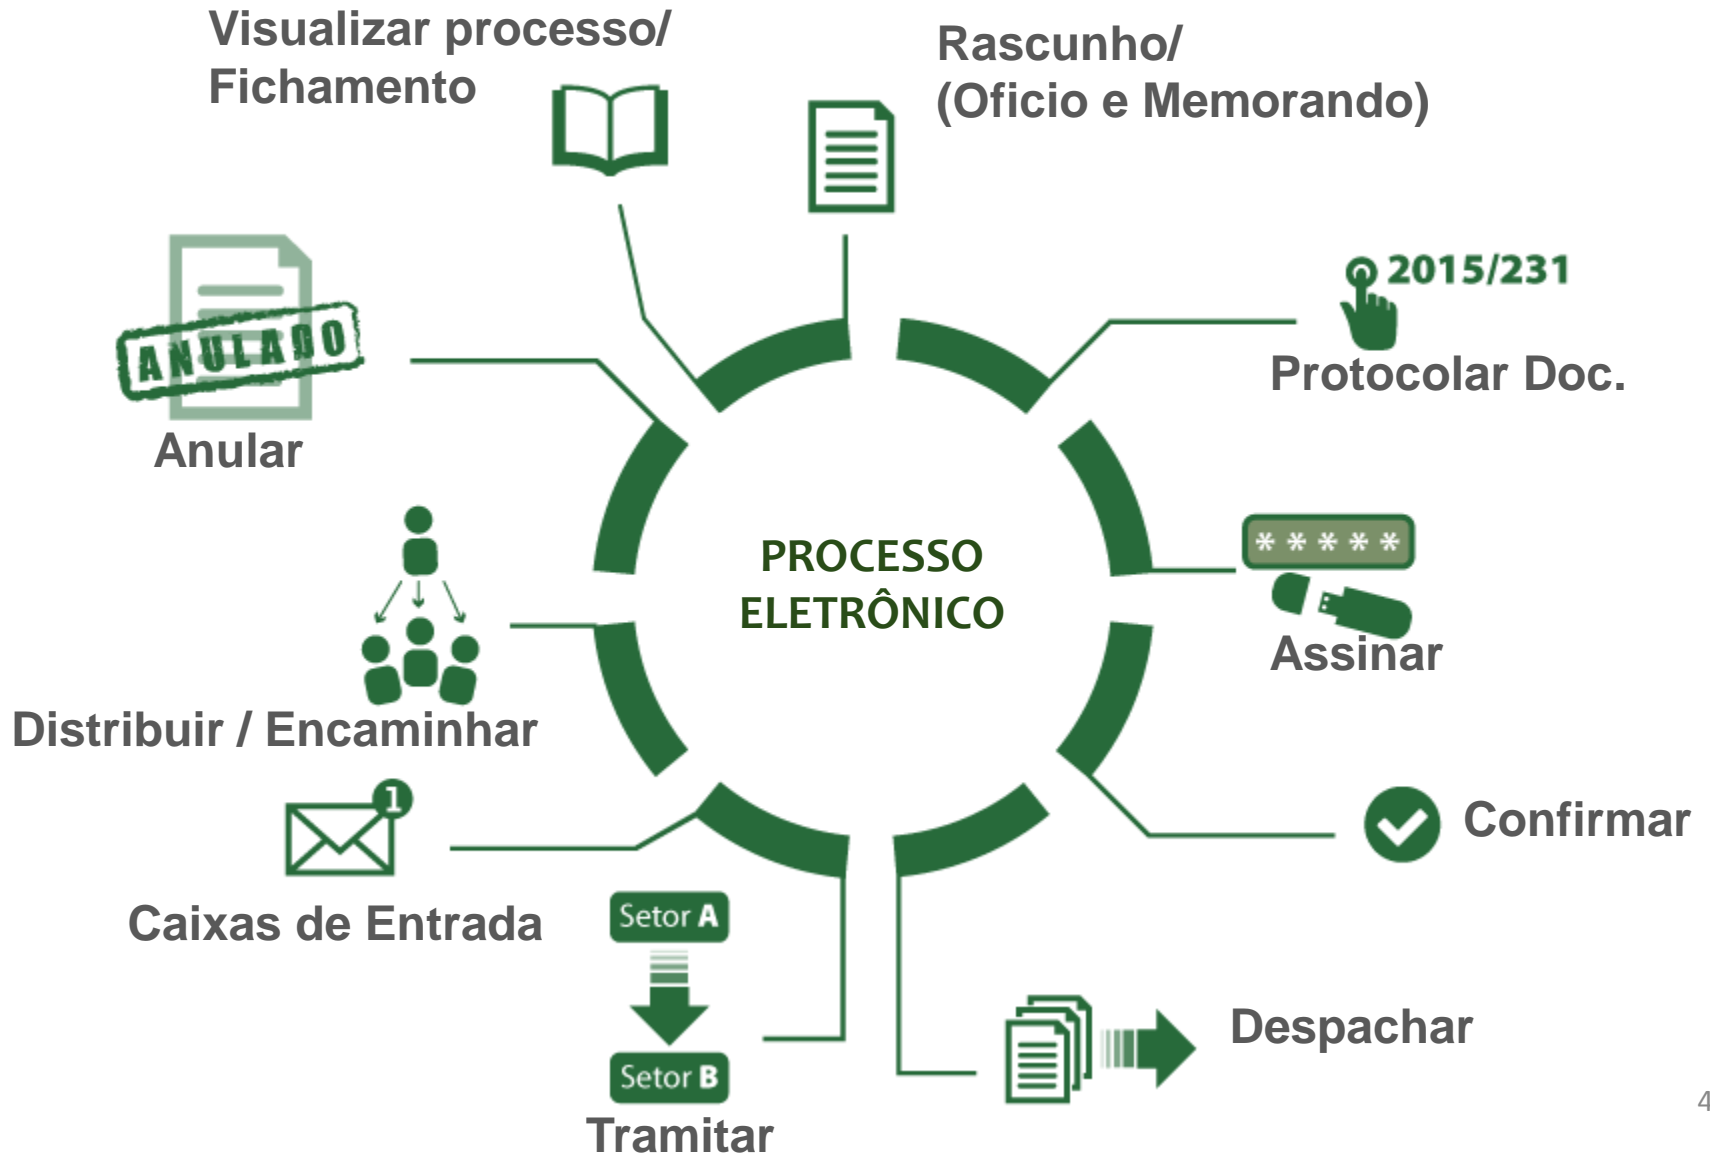 Visualizar processo/
Fichamento
Rascunho/
(Oficio e Memorando)
2015/231
Protocolar Doc.
ANULADO
Anular
PROCESSO
ELETRÔNICO
* * * * *
Assinar
Distribuir / Encaminhar
1
Confirmar
Caixas de Entrada
Setor A
Setor B
Tramitar
Despachar
4